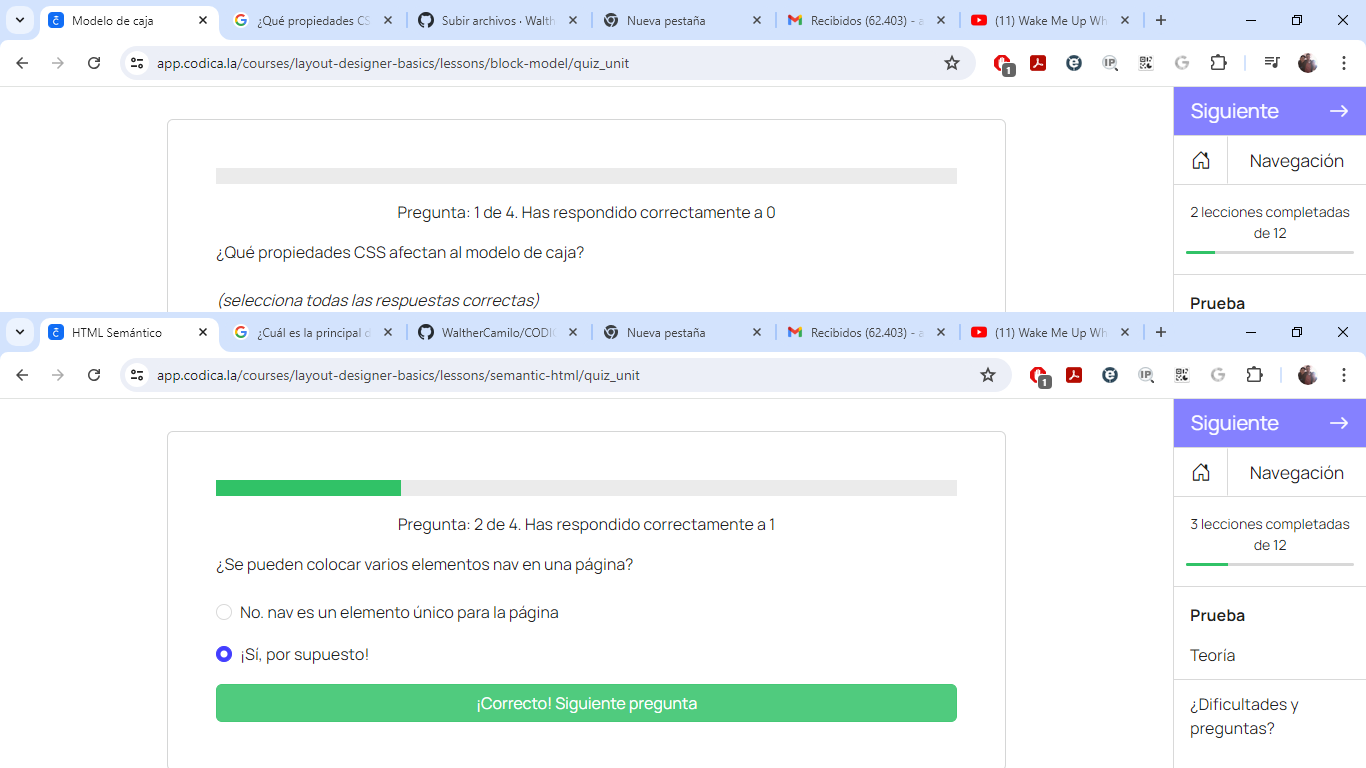 Modelo de caja
¿Qué propiedades CS
Subir archivos · Walth
Nueva pestaña
Recibidos (62.403) - a
(11) Wake Me Up Wh
app.codica.la/courses/layout-designer-basics/lessons/block-model/quiz_unit
1
Siguiente
Navegación
2 lecciones completadas
de 12
Prueba
Pregunta: 1 de 4. Has respondido correctamente a 0
¿Qué propiedades CSS afectan al modelo de caja?
(selecciona todas las respuestas correctas)
HTML Semántico
¿Cuál es la principal d
WaltherCamilo/CODIC
Nueva pestaña
Recibidos (62.403) - a
(11) Wake Me Up Wh
app.codica.la/courses/layout-designer-basics/lessons/semantic-html/quiz_unit
1
Siguiente
Navegación
3 lecciones completadas
de 12
Prueba
Teoría
¿Dificultades y
preguntas?
Pregunta: 2 de 4. Has respondido correctamente a 1
¿Se pueden colocar varios elementos nav en una página?
No. nav es un elemento único para la página
¡Sí, por supuesto!
¡Correcto! Siguiente pregunta